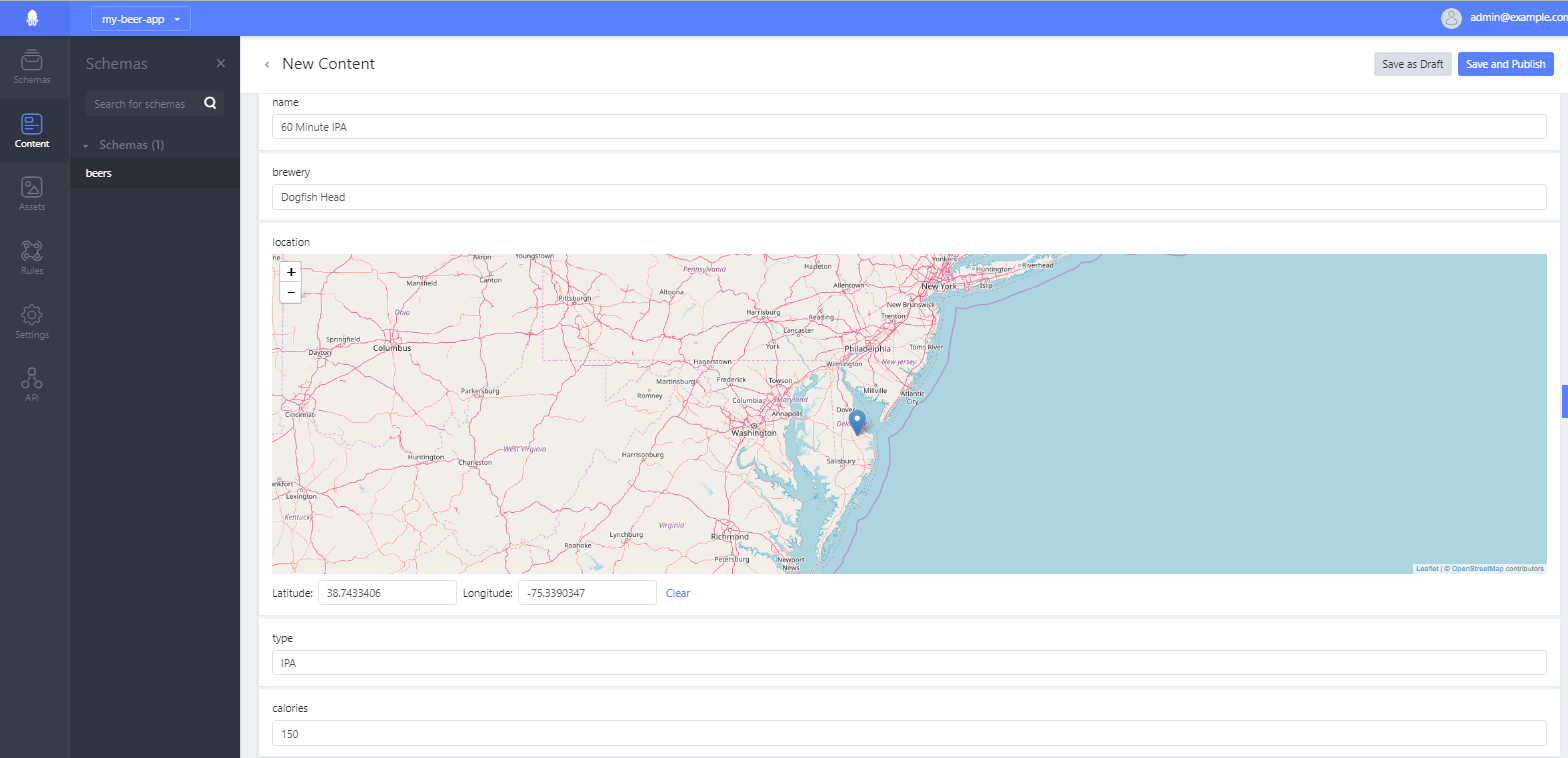 my-beer-app
admin@example.com
Schemas
Content
Assets
Rules
Settings
API
Schemas
Search for schemas
Schemas (1)
beers
New Content
Save as Draft
Save and Publish
name
60 Minute IPA
brewery
Dogfish Head
location
+
−
Akron
Youngstown
Canton
Mansfield
Pennsylvania
Hazleton
Yonkers
Huntington
Riverhead
Altoona
Allentown
New York
Islip
Pittsburgh
New Brunswick
Ohio
Harrisburg
Reading
Trenton
Lancaster
Springfield
Columbus
York
Philadelphia
Toms River
Dayton
Hagerstown
Wilmington
New Jersey
Martinsburg
Frederick
Towson
Parkersburg
Romney
Millville
Atlantic
City
Columbia
Maryland
Cincinnati
Annapolis
Dover
Washington
West Virginia
Huntington
Charleston
Harrisonburg
Salisbury
Lexington
Kentucky
Virginia
Lynchburg
Richmond
Roanoke
Petersburg
Newport
News
Leaflet | © OpenStreetMap contributors
Latitude:
38.7433406
Longitude:
-75.3390347
Clear
type
IPA
calories
150